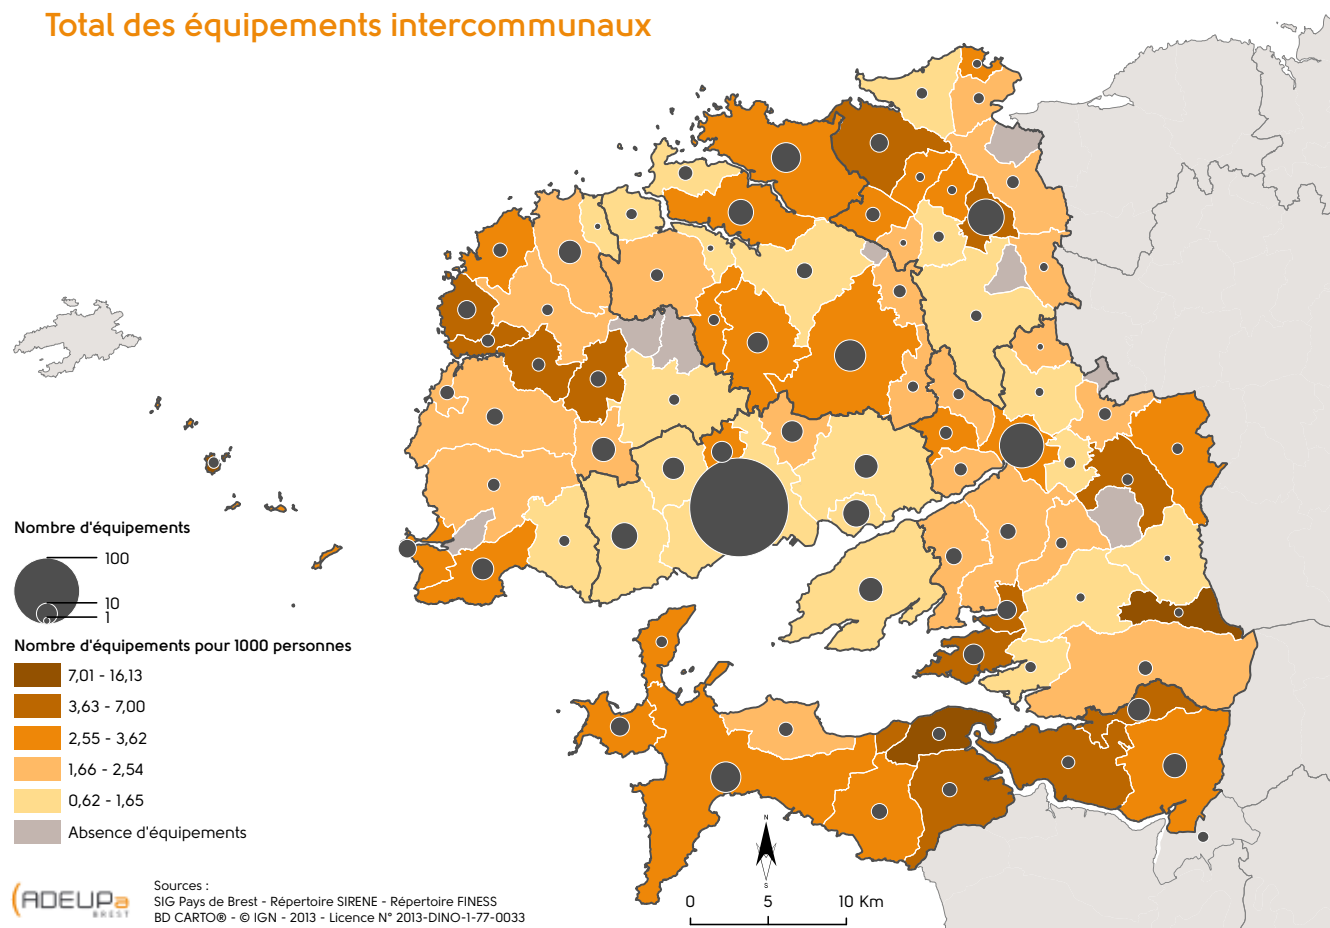 Total des équipements intercommunaux
Nombre d'équipements
100
10
1
Nombre d'équipements pour 1000 personnes
7,01 - 16,13
3,63 - 7,00
2,55 - 3,62
1,66 - 2,54
0,62 - 1,65
Absence d'équipements
N
S
0 5 10 Km
ADEUPa
BREST
Sources :
SIG Pays de Brest - Répertoire SIRENE - Répertoire FINESS
BD CARTO® - © IGN - 2013 - Licence N° 2013-DINO-1-77-0033